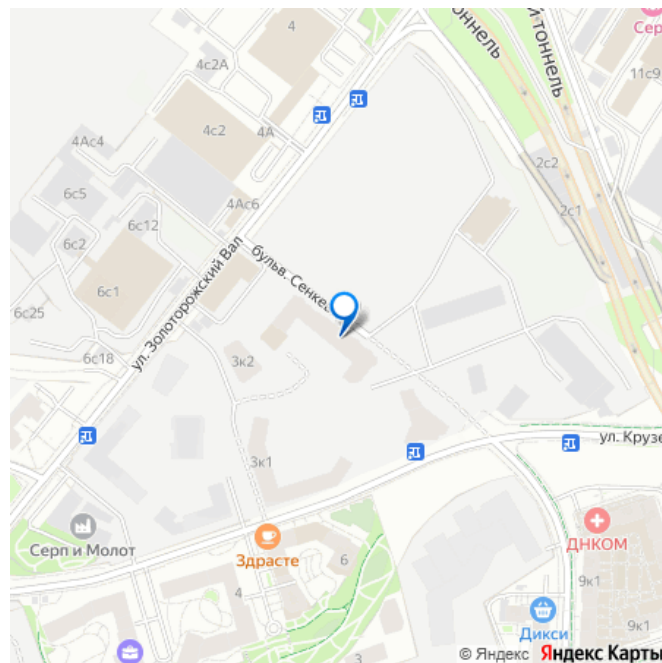 тоннель
й тоннель
Сер
4
11с9
4с2А
4с2
4А
4Ас4
2с2
6с5
4Ас6
2с1
6с12
6с2
ул. Золоторожский Вал
бульв. Сенке
6с1
6с25
6с18
3к2
ул. Крузе
3к1
Серп и Молот
Здрасте
ДНКОМ
6
9к1
4
Дикси
9к1
© Яндекс Яндекс Карты